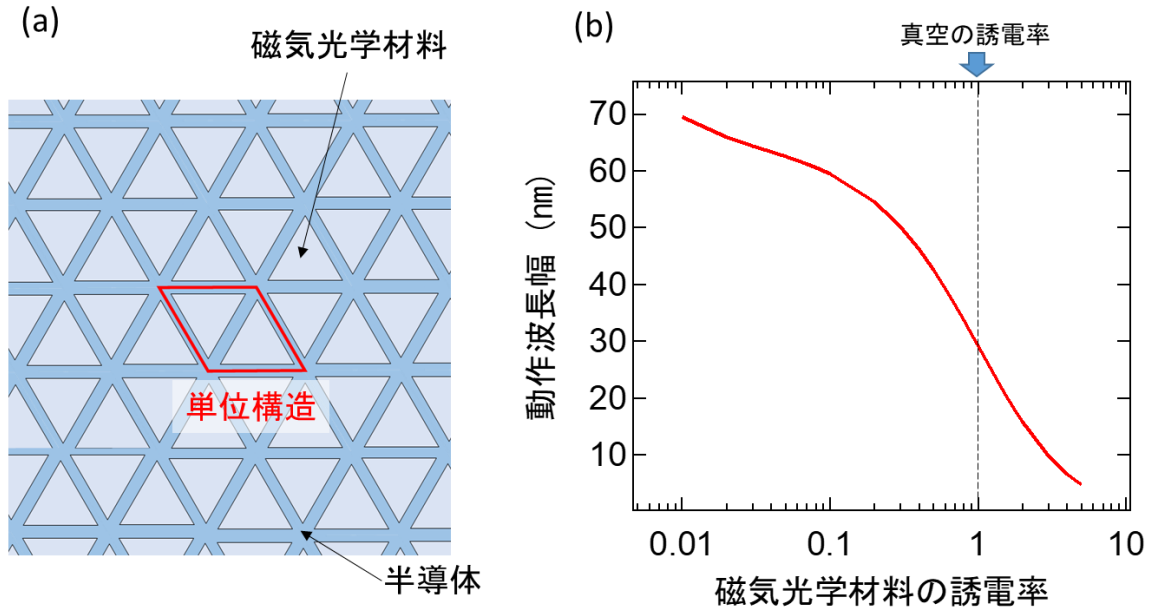 (a)
磁気光学材料
単位構造
半導体
(b)
真空の誘電率
動作波長幅 (nm)
70
60
50
40
30
20
10
0.01 0.1 1 10
磁気光学材料の誘電率